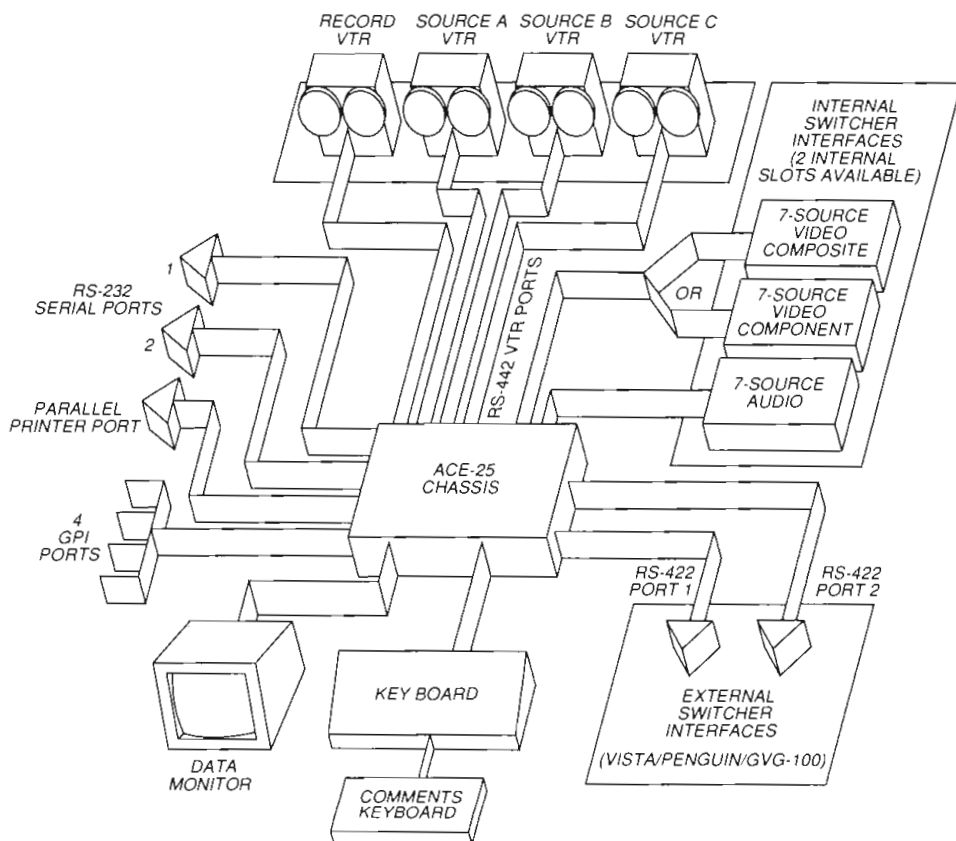 RECORD
VTR
SOURCE A
VTR
SOURCE B
VTR
SOURCE C
VTR
INTERNAL
SWITCHER
INTERFACES
(2 INTERNAL
SLOTS AVAILABLE)
7-SOURCE
VIDEO
COMPOSITE
OR
7-SOURCE
VIDEO
COMPONENT
7-SOURCE
AUDIO
RS-442 VTR PORTS
1
RS-232
SERIAL PORTS
2
PARALLEL
PRINTER PORT
4
GPI
PORTS
ACE-25
CHASSIS
RS-422
PORT 1
RS-422
PORT 2
EXTERNAL
SWITCHER
INTERFACES
(VISTA/PENGUIN/GVG-100)
KEY BOARD
DATA
MONITOR
COMMENTS
KEYBOARD